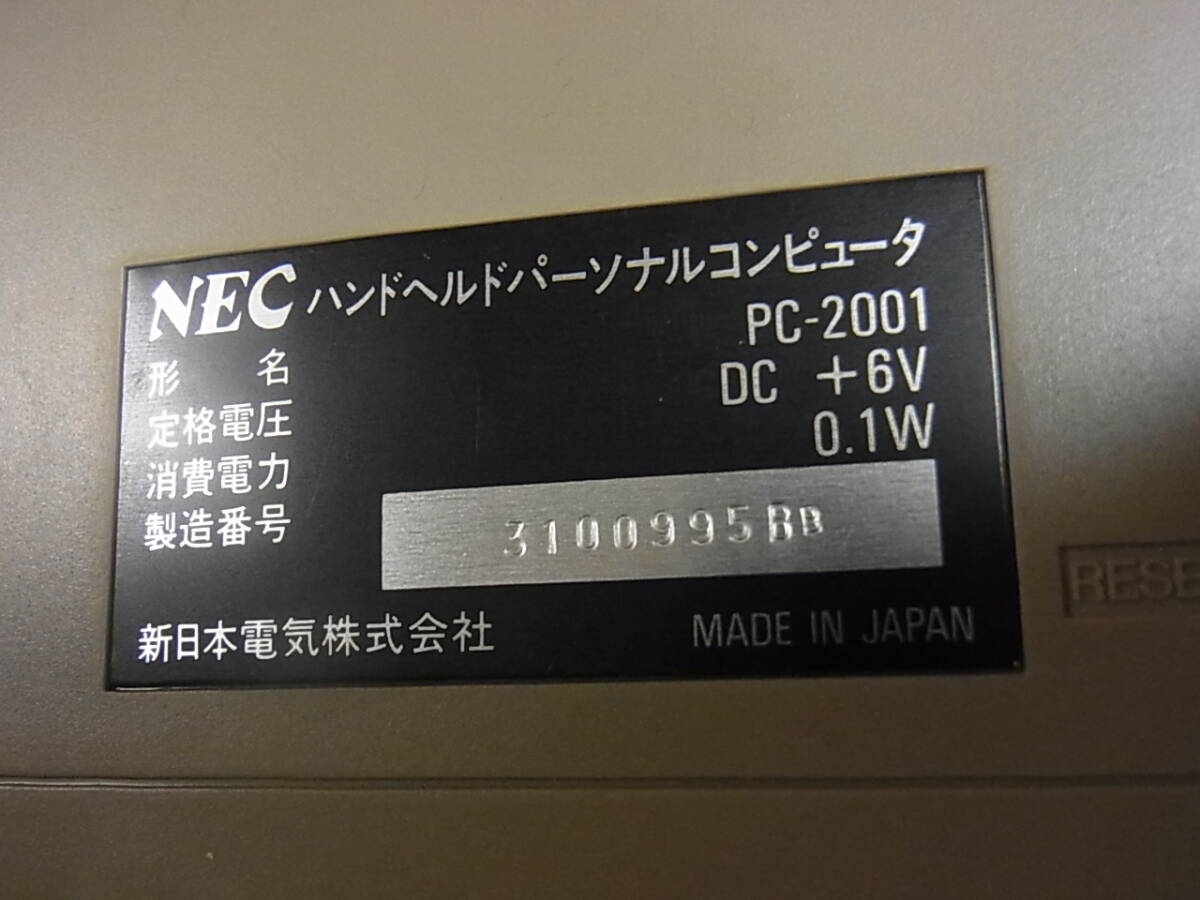 NEC ハンドヘルドパーソナルコンピュータ
形名 PC-2001
定格電圧 DC +6V
消費電力 0.1W
製造番号 3100995BB
新日本電気株式会社 MADE IN JAPAN
RESE